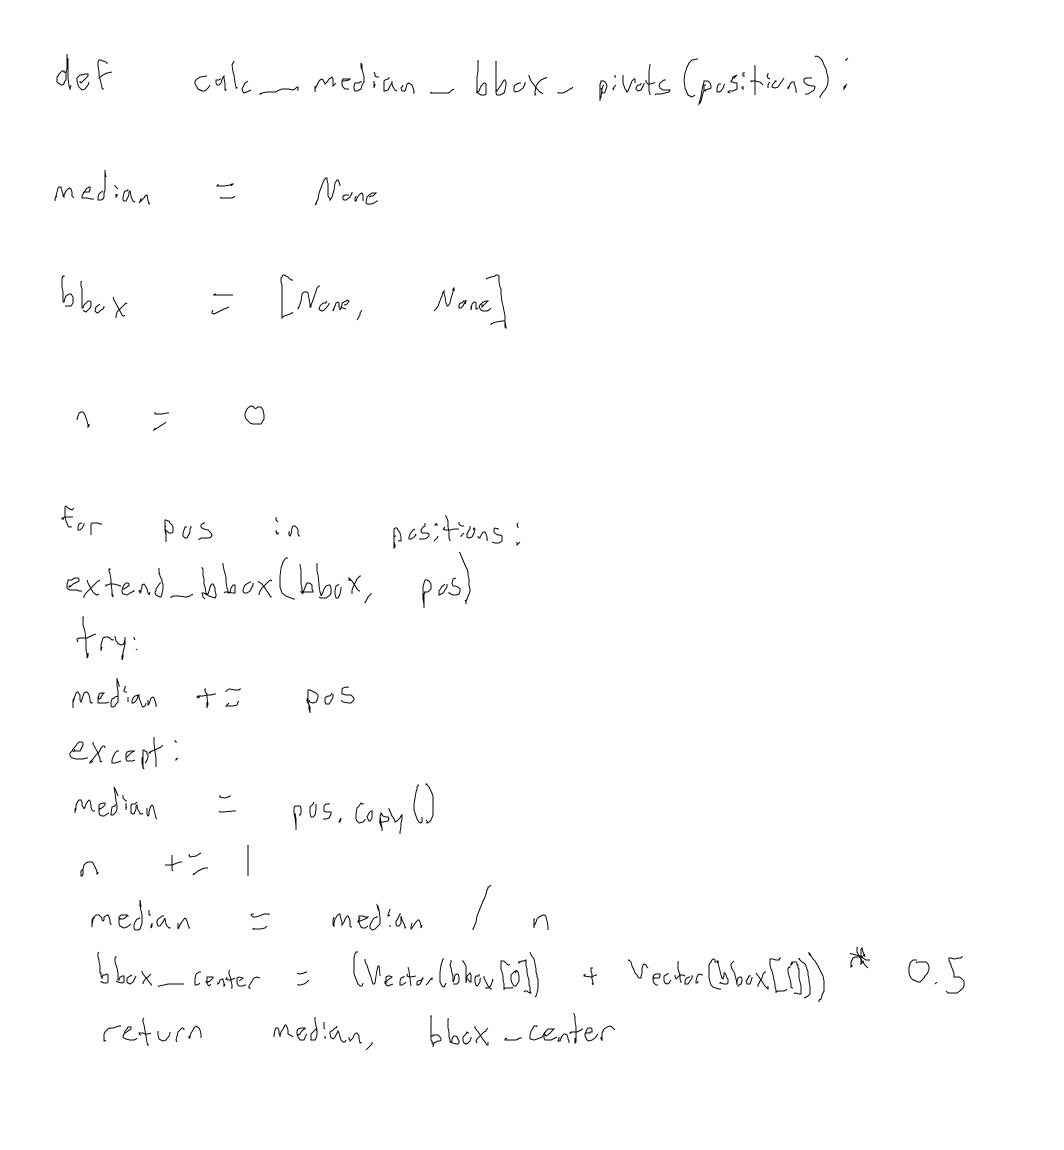 def calc_median_bbox_pivots(positions):
median = None
bbox = [None, None]
n = 0
for pos in positions:
extend_bbox(bbox, pos)
try:
median += pos
except:
median = pos.copy()
n += 1
median = median / n
bbox_center = (Vector(bbox[0]) + Vector(bbox[1])) * 0.5
return median, bbox_center